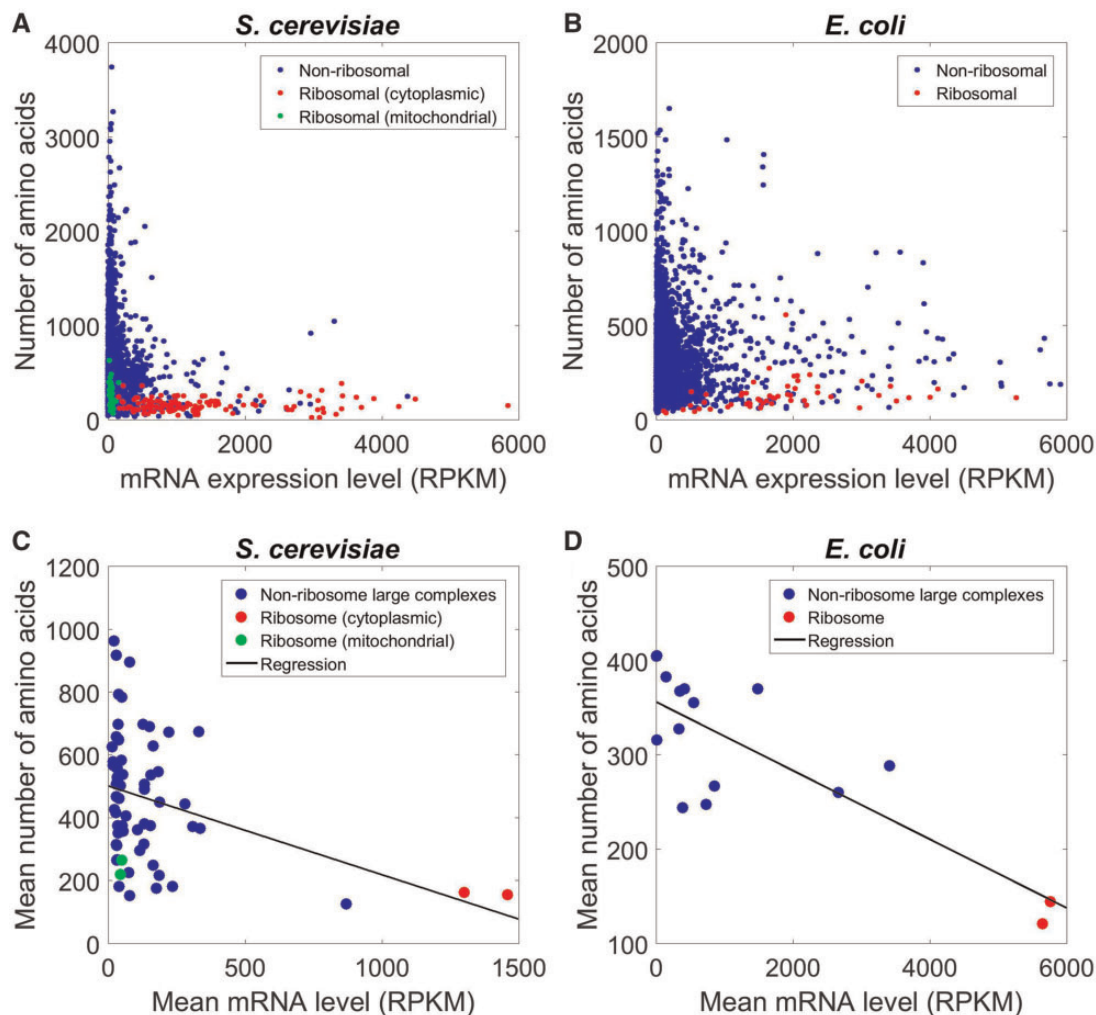 A
S. cerevisiae
4000
3000
2000
1000
0
Number of amino acids
Non-ribosomal
Ribosomal (cytoplasmic)
Ribosomal (mitochondrial)
0 2000 4000 6000
mRNA expression level (RPKM)
B
E. coli
2000
1500
1000
500
0
Number of amino acids
Non-ribosomal
Ribosomal
0 2000 4000 6000
mRNA expression level (RPKM)
C
S. cerevisiae
1200
1000
800
600
400
200
0
Mean number of amino acids
Non-ribosome large complexes
Ribosome (cytoplasmic)
Ribosome (mitochondrial)
Regression
0 500 1000 1500
Mean mRNA level (RPKM)
D
E. coli
500
400
300
200
100
Mean number of amino acids
Non-ribosome large complexes
Ribosome
Regression
0 2000 4000 6000
Mean mRNA level (RPKM)